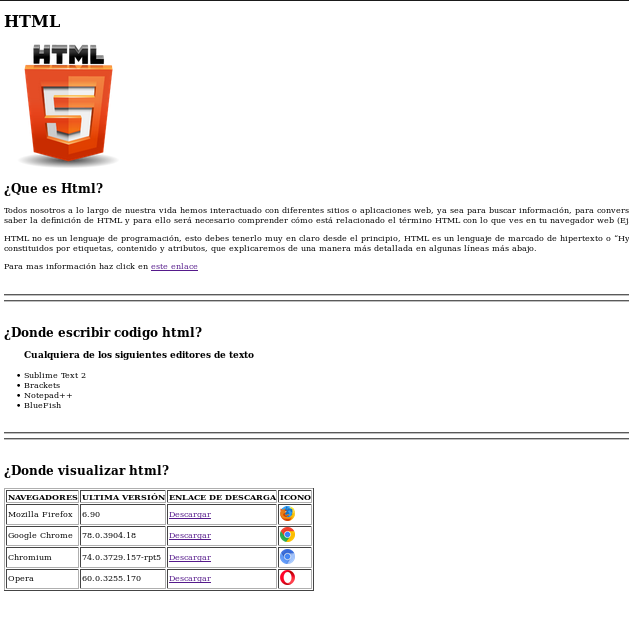 HTML
HTML
5
¿Que es Html?
Todos nosotros a lo largo de nuestra vida hemos interactuado con diferentes sitios o aplicaciones web, ya sea para buscar información, para convers
saber la definición de HTML y para ello será necesario comprender cómo está relacionado el término HTML con lo que ves en tu navegador web (Ej
HTML no es un lenguaje de programación, esto debes tenerlo muy en claro desde el principio, HTML es un lenguaje de marcado de hipertexto o “Hy
constituidos por etiquetas, contenido y atributos, que explicaremos de una manera más detallada en algunas líneas más abajo.
Para mas información haz click en este enlace
¿Donde escribir codigo html?
Cualquiera de los siguientes editores de texto
• Sublime Text 2
• Brackets
• Notepad++
• BlueFish
¿Donde visualizar html?
NAVEGADORES ULTIMA VERSIÓN ENLACE DE DESCARGA ICONO
Mozilla Firefox 6.90 Descargar
Google Chrome 78.0.3904.18 Descargar
Chromium 74.0.3729.157-rpt5 Descargar
Opera 60.0.3255.170 Descargar